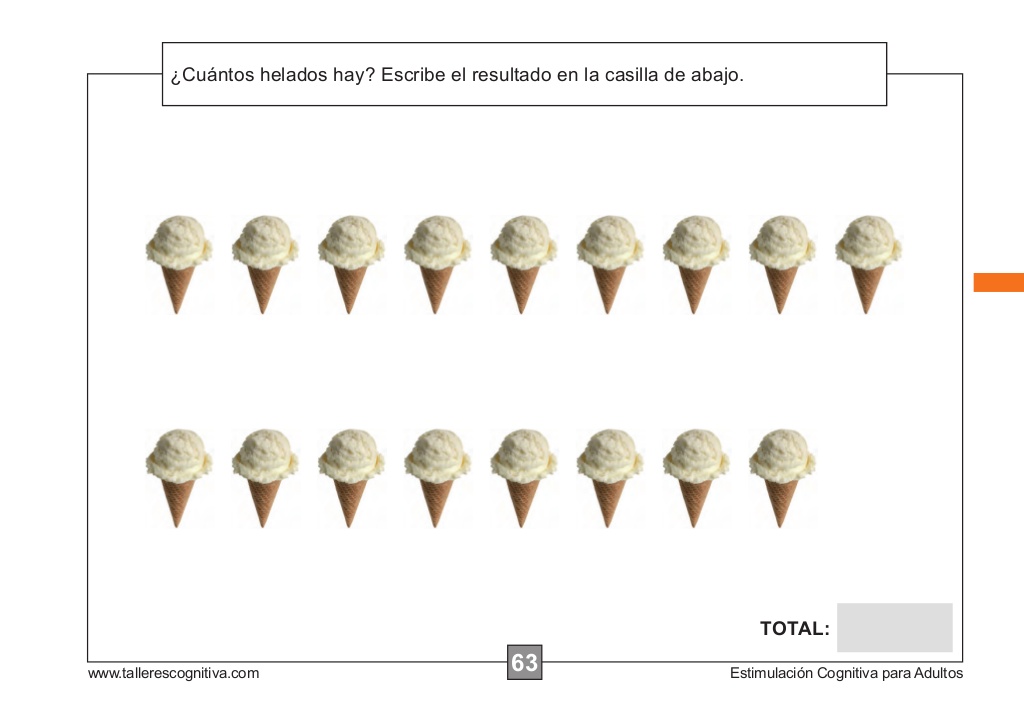 ¿Cuántos helados hay? Escribe el resultado en la casilla de abajo.
TOTAL:
63
www.tallerescognitiva.com
Estimulación Cognitiva para Adultos